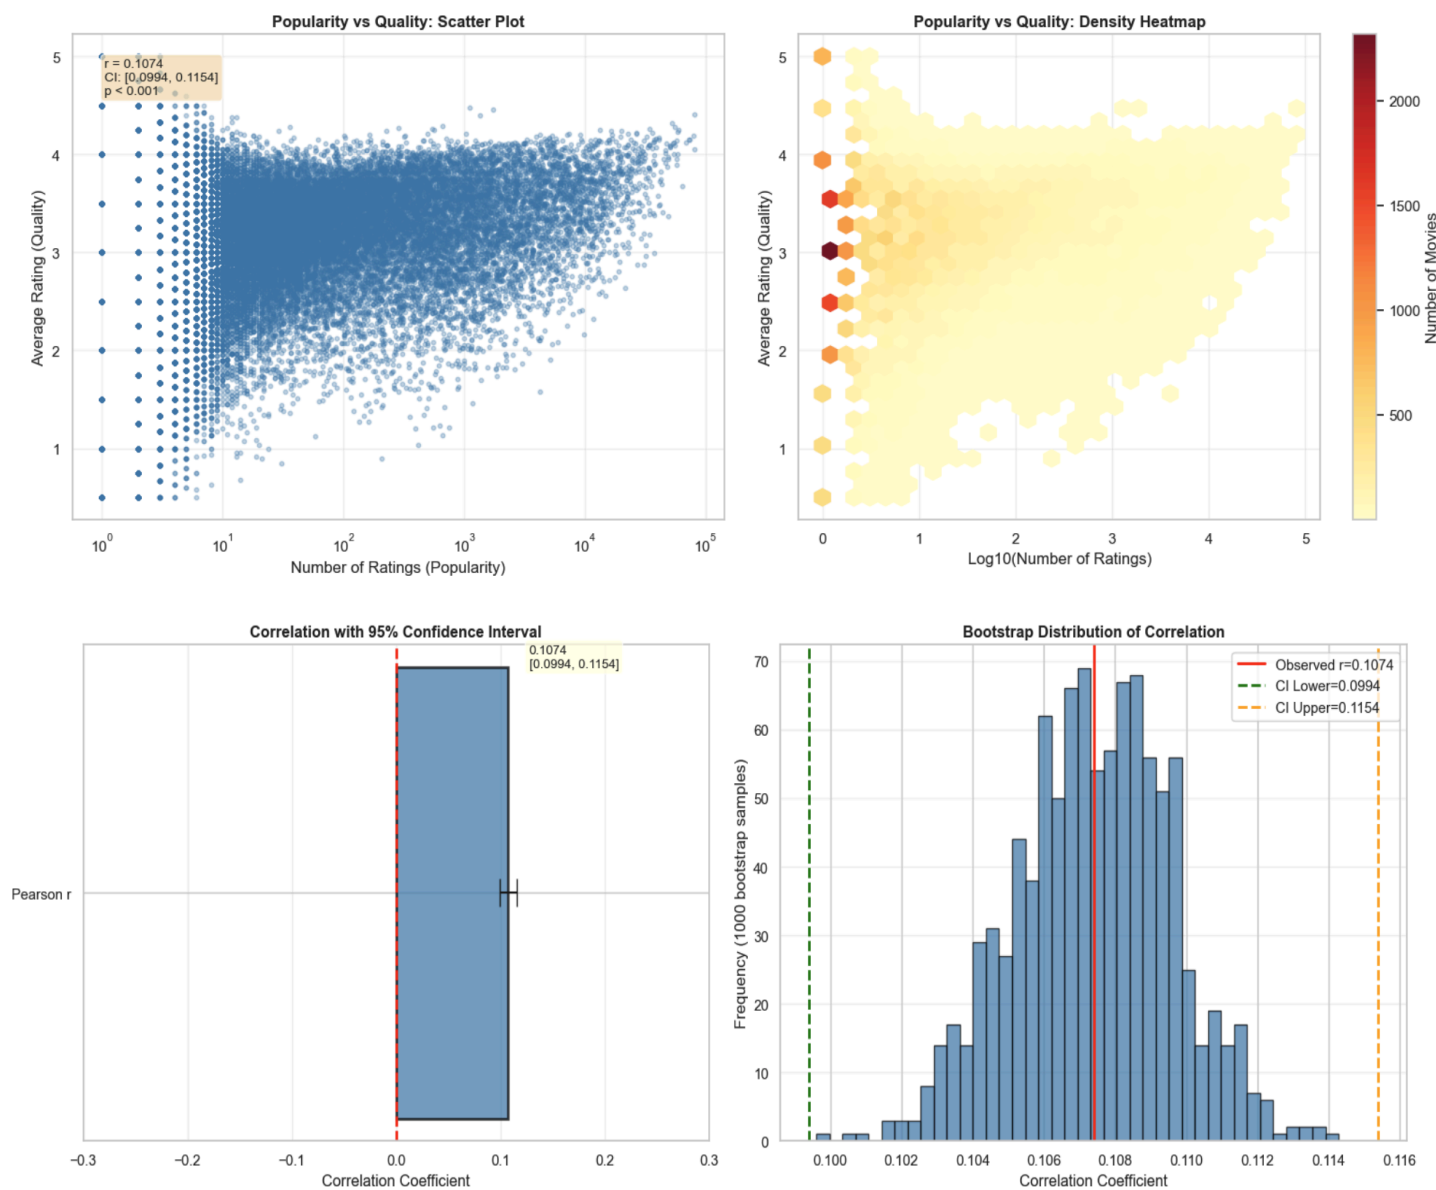 Popularity vs Quality: Scatter Plot
r = 0.1074
CI: [0.0994, 0.1154]
p < 0.001
Average Rating (Quality)
5
4
3
2
1
10^0 10^1 10^2 10^3 10^4 10^5
Number of Ratings (Popularity)
Popularity vs Quality: Density Heatmap
Average Rating (Quality)
5
4
3
2
1
0 1 2 3 4 5
Log10(Number of Ratings)
2000
1500
1000
500
Number of Movies
Correlation with 95% Confidence Interval
0.1074
[0.0994, 0.1154]
Pearson r
−0.3 −0.2 −0.1 0.0 0.1 0.2 0.3
Correlation Coefficient
Bootstrap Distribution of Correlation
Observed r=0.1074
CI Lower=0.0994
CI Upper=0.1154
Frequency (1000 bootstrap samples)
70
60
50
40
30
20
10
0
0.100 0.102 0.104 0.106 0.108 0.110 0.112 0.114 0.116
Correlation Coefficient